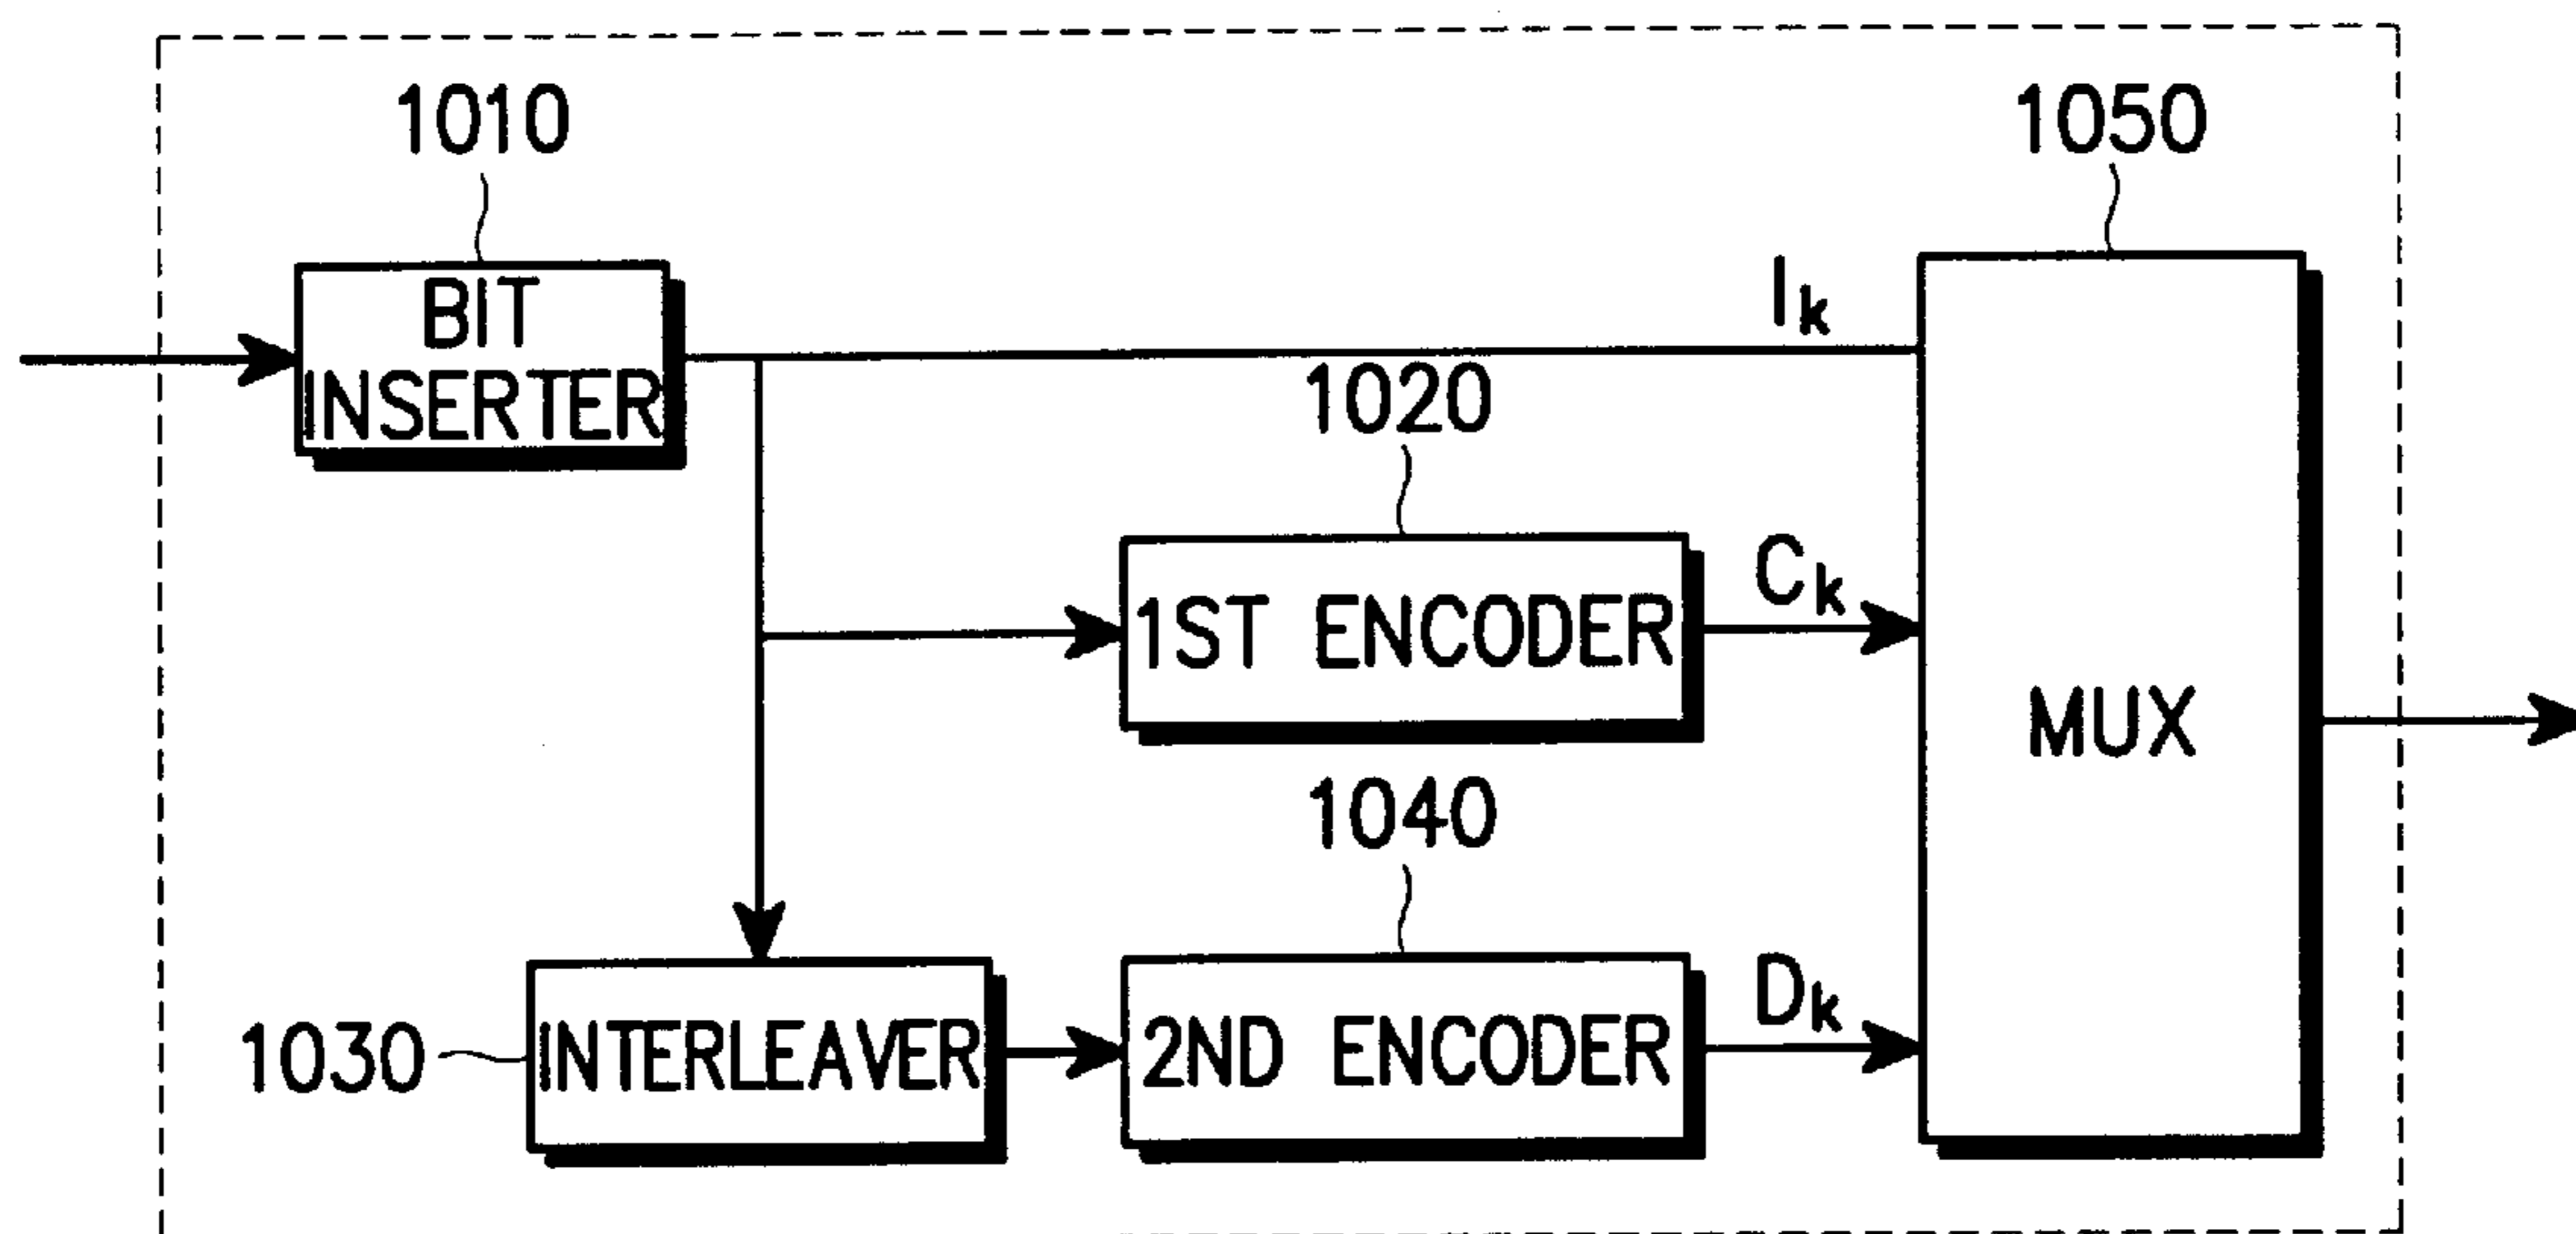 1010
1050
BIT
INSERTER
Ik
1020
1ST ENCODER
Ck
MUX
1040
1030
INTERLEAVER
2ND ENCODER
Dk